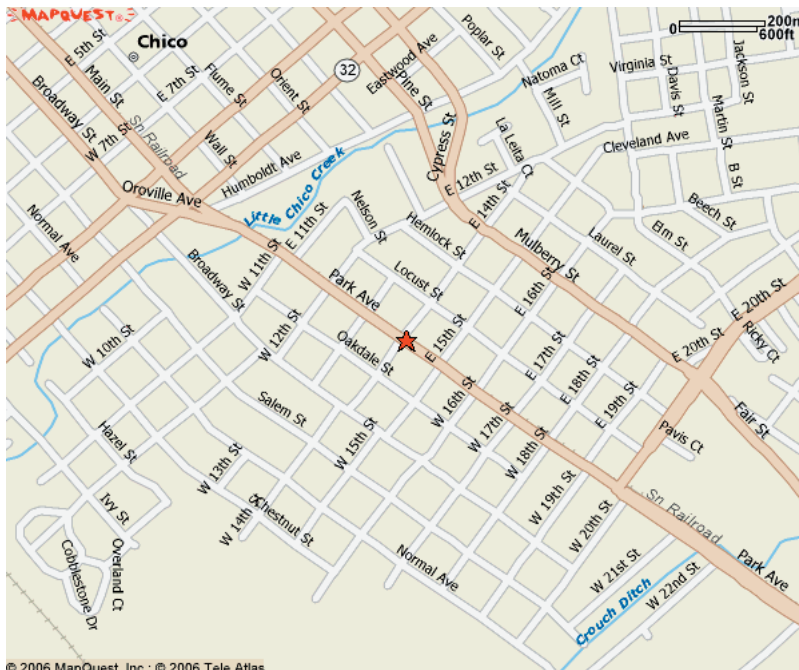 MAPQUEST
200m
0
600ft
Chico
E 5th St
Poplar St
Eastwood Ave
32
Pine St
Natoma Ct
Virginia St
Jackson St
Davis St
Main St
Broadway St
E 7th St
Flume St
Orient St
Mill St
Martin St
W 7th St
Sn Railroad
Wall St
Cypress St
La Leita Ct
Cleveland Ave
B St
Humboldt Ave
Little Chico Creek
E 12th St
Oroville Ave
Beech St
Normal Ave
E 11th St
Nelson St
Hemlock St
E 14th St
Elm St
Laurel St
Mulberry St
W 11th St
Broadway St
Locust St
E 16th St
Park Ave
E 20th St
W 10th St
W 12th St
Oakdale St
E 15th St
E 17th St
E 20th St
Ricky Ct
E 18th St
Salem St
W 16th St
E 19th St
Fair St
Hazel St
W 15th St
W 17th St
Pavis Ct
W 13th St
W 18th St
Ivy St
W 14th St
Chestnut St
W 19th St
Sn Railroad
Overland Ct
Cobblestone Dr
Normal Ave
W 20th St
W 21st St
Park Ave
Crouch Ditch
W 22nd St
© 2006 MapQuest, Inc.; © 2006 Tele Atlas